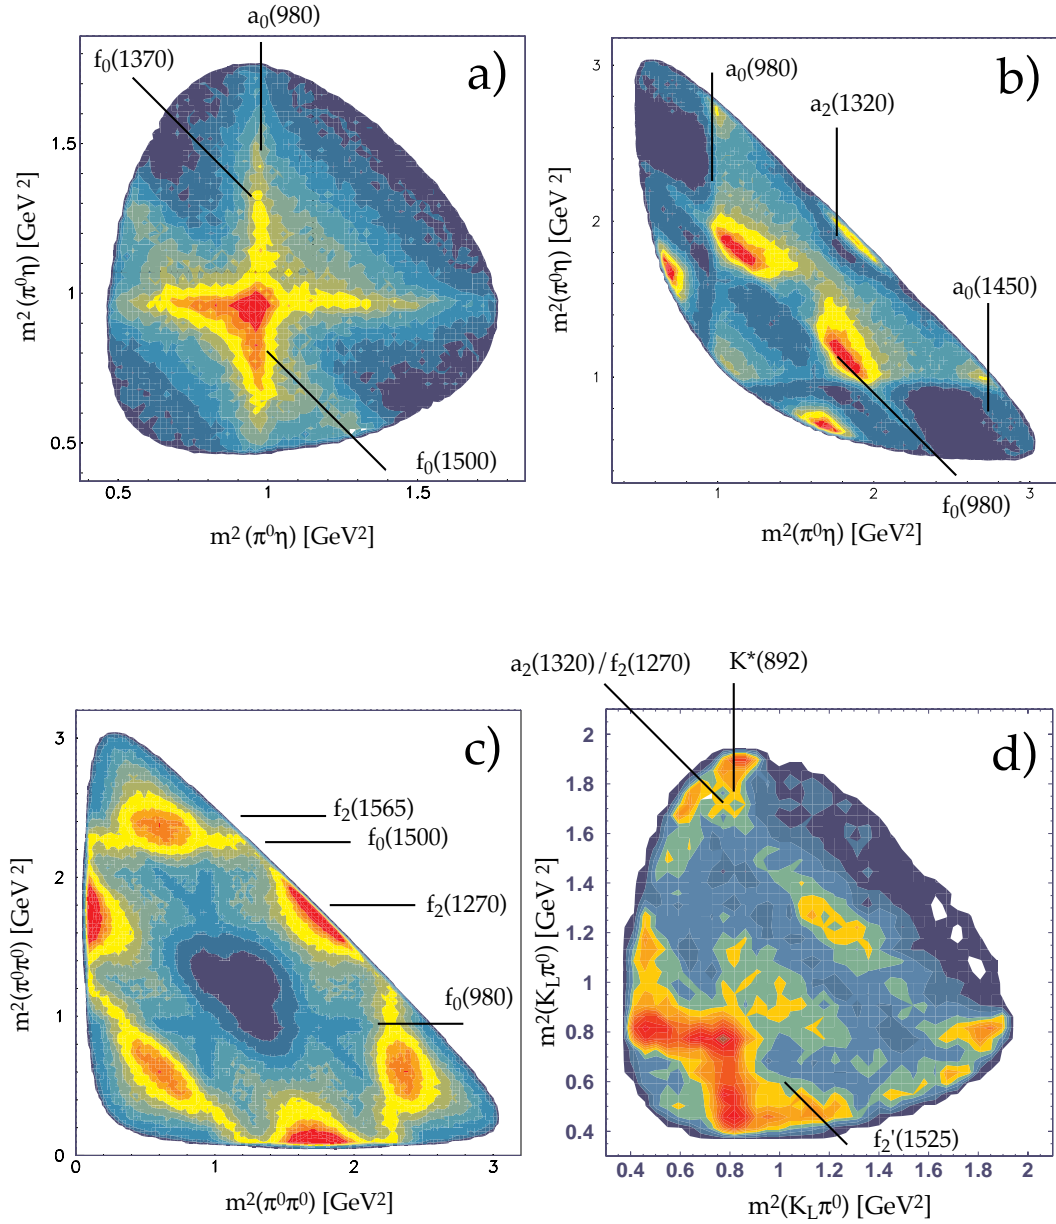 a₀(980)
f₀(1370)
a)
1.5
1
0.5
m² (π⁰η) [GeV²]
f₀(1500)
0.5
1
1.5
m² (π⁰η) [GeV²]
b)
a₀(980)
a₂(1320)
3
2
1
m²(π⁰η) [GeV²]
a₀(1450)
f₀(980)
1
2
3
m²(π⁰η) [GeV²]
c)
3
2
1
0
m²(π⁰π⁰) [GeV²]
f₂(1565)
f₀(1500)
f₂(1270)
f₀(980)
0
1
2
3
m²(π⁰π⁰) [GeV²]
a₂(1320)/f₂(1270)
K*(892)
d)
2
1.8
1.6
1.4
1.2
1
0.8
0.6
0.4
m²(K_Lπ⁰) [GeV²]
f₂'(1525)
0.4
0.6
0.8
1
1.2
1.4
1.6
1.8
2
m²(K_Lπ⁰) [GeV²]